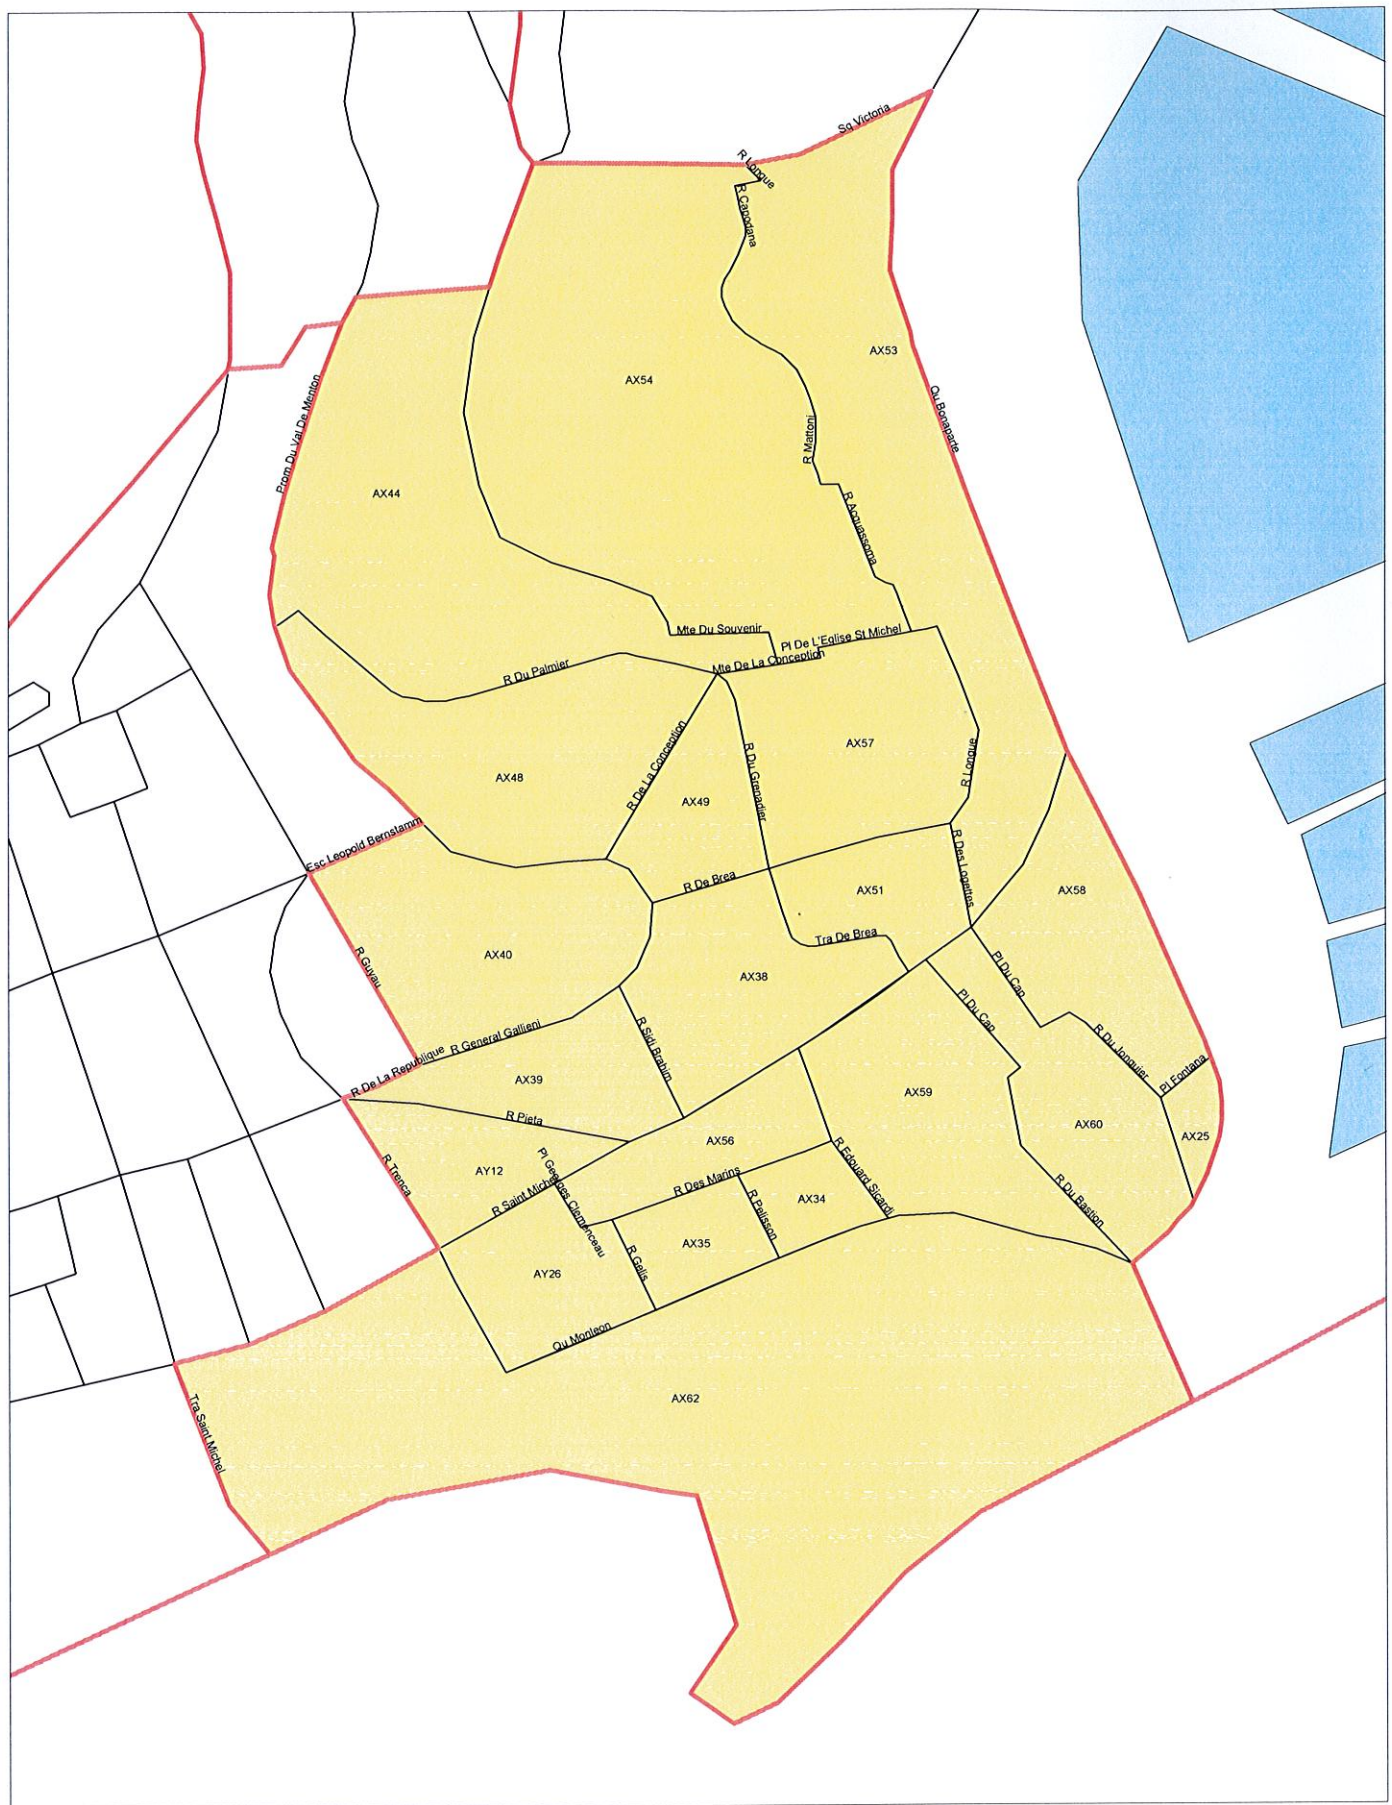 Sq Victoria
R Longue
R Capodana
AX53
AX54
Prom Du Val De Menton
Qu Bonaparte
R Mattoni
AX44
R Acquassoma
Mte Du Souvenir
Pl De L'Eglise St Michel
Mte De La Conception
R Du Palmier
R De La Conception
R Du Grenadier
AX57
R Longue
AX48
AX49
Esc Leopold Bernstamm
R De Brea
AX51
R Des Logettes
AX58
Tra De Brea
AX40
R Guyau
AX38
Pl Du Cap
Pl Du Cap
R General Gallieni
R Sidi Brahim
R Du Jonquier
Pl Fontana
R De La Republique
AX39
AX59
R Pieta
AX60
AX25
AX56
R Edouard Sicardi
AY12
Pl Georges Clemenceau
R Trenca
R Saint Michel
R Des Marins
R Pelisson
AX34
R Du Bastion
AX35
R Gelis
AY26
Qu Monleon
AX62
Tra Saint Michel